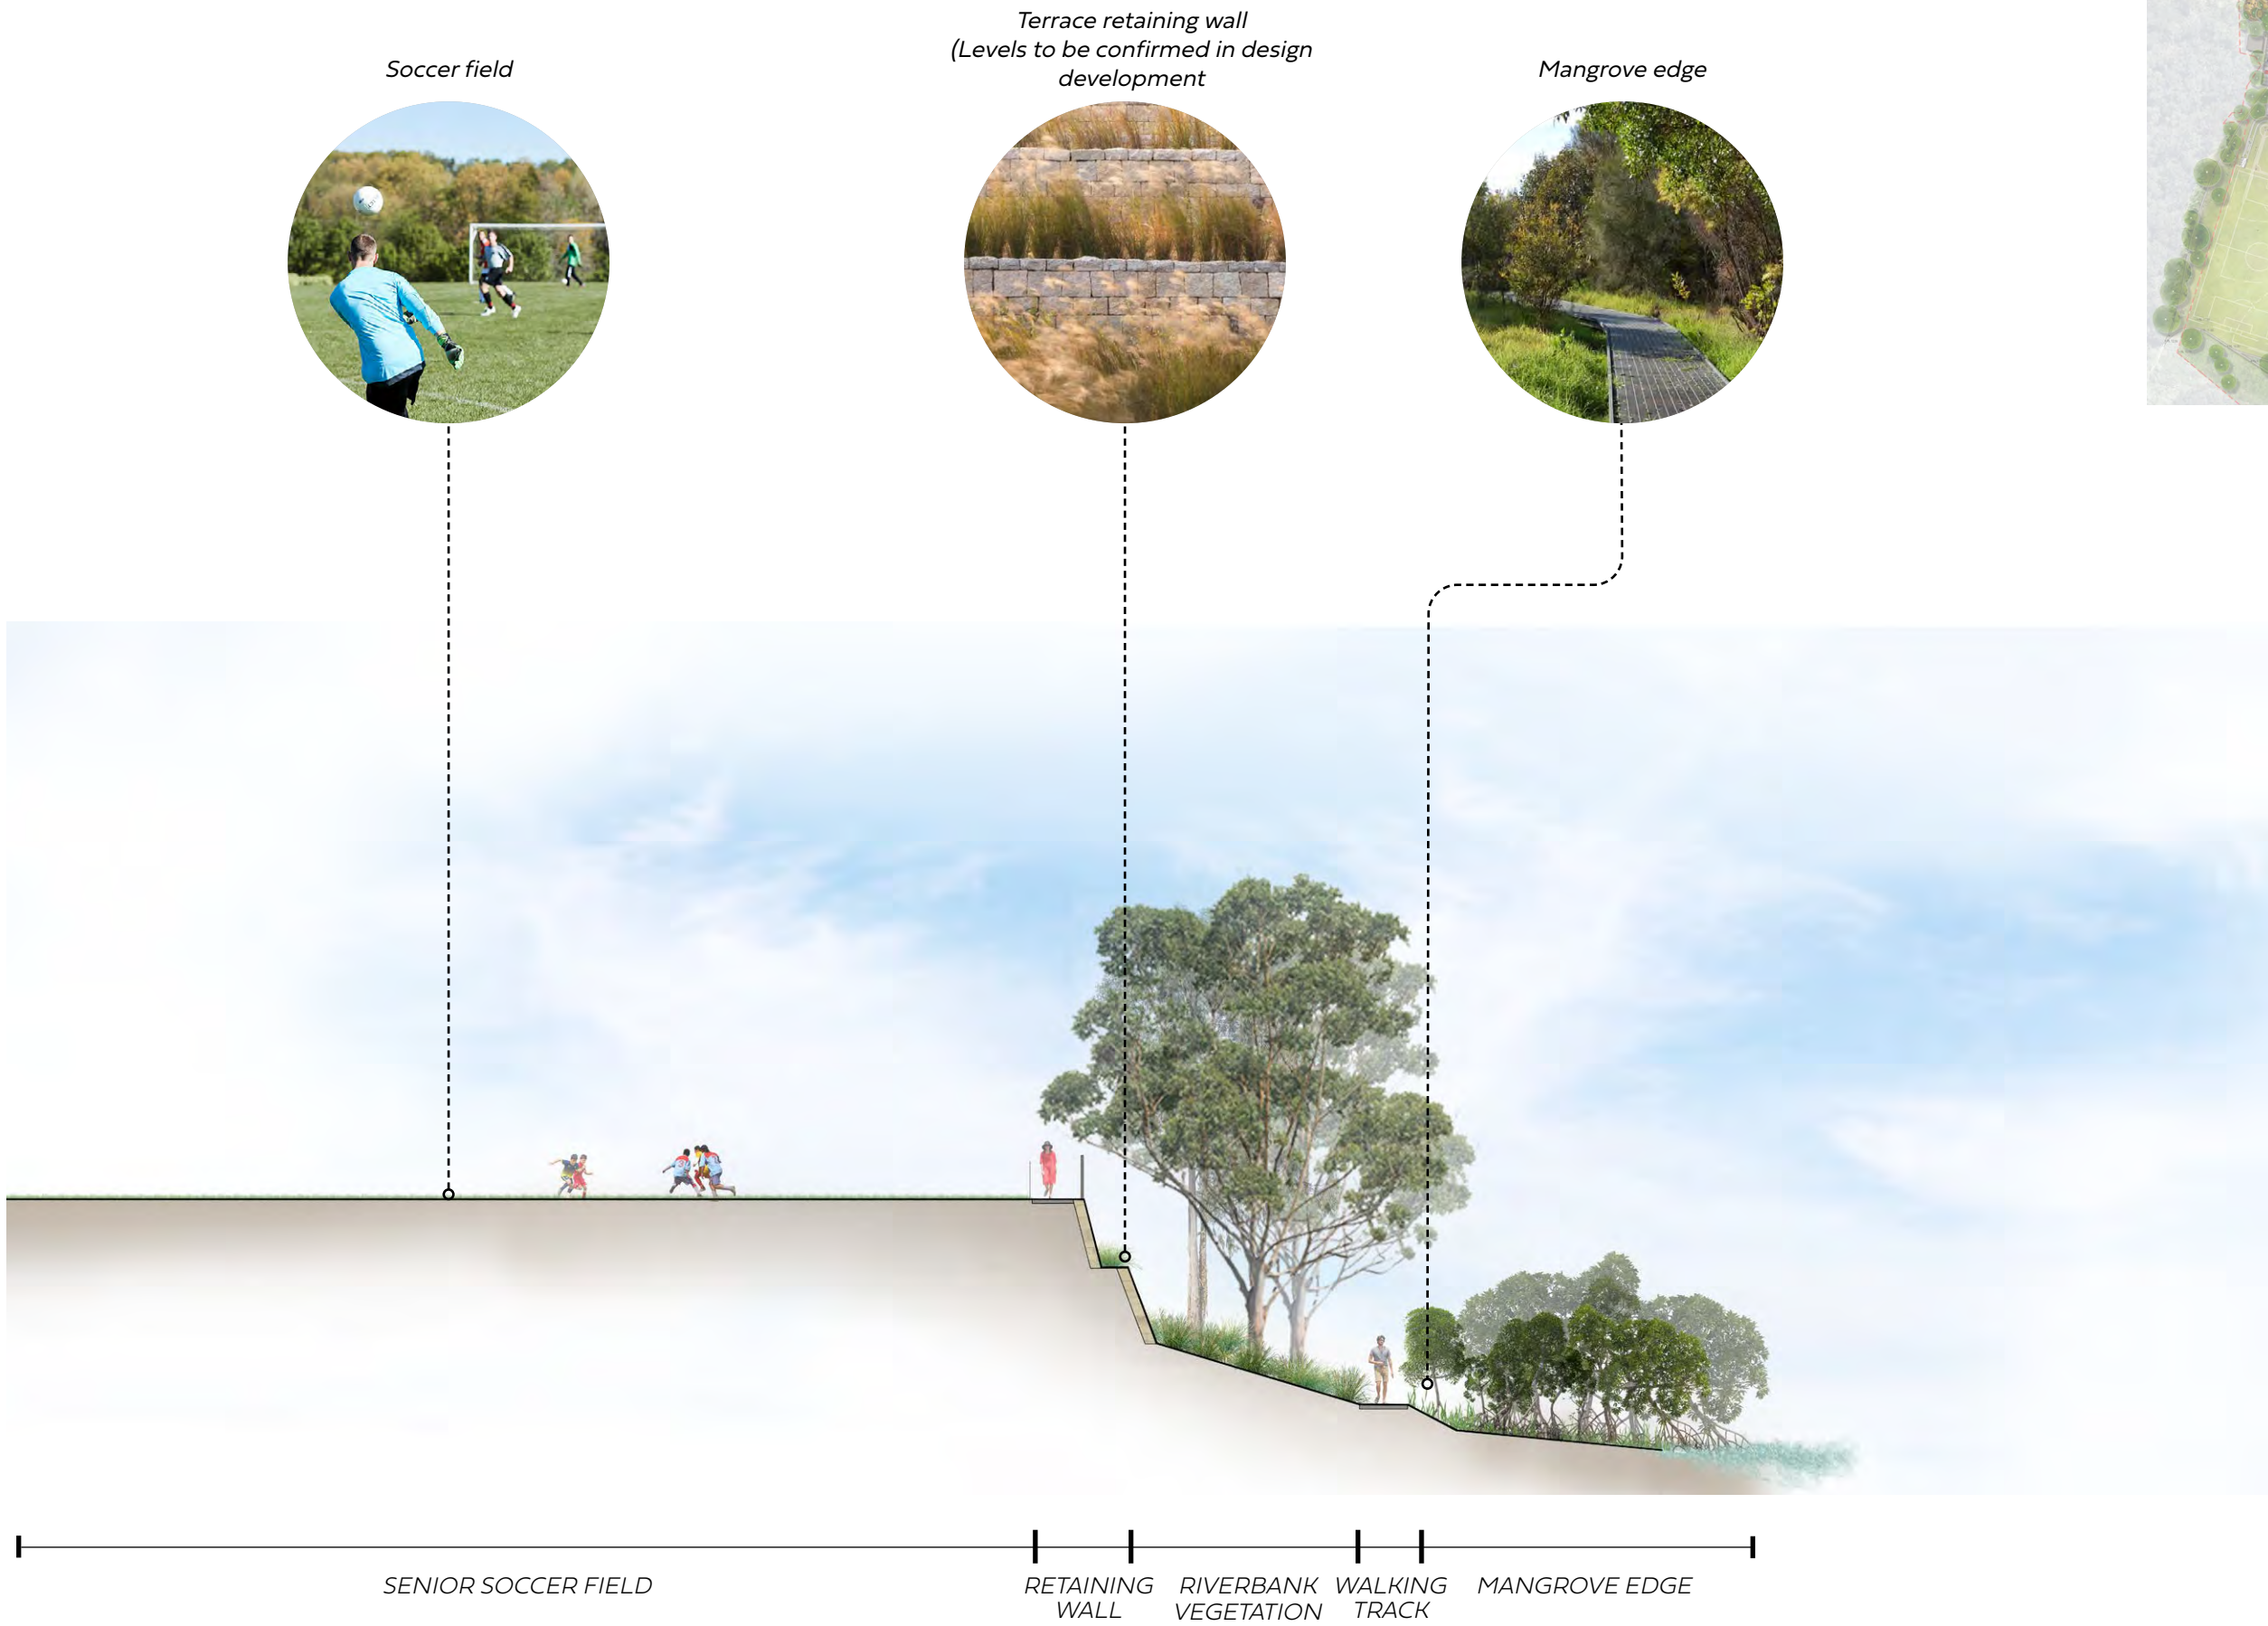 Soccer field
Terrace retaining wall
(Levels to be confirmed in design
development
Mangrove edge
SENIOR SOCCER FIELD
RETAINING
WALL
RIVERBANK
VEGETATION
WALKING
TRACK
MANGROVE EDGE